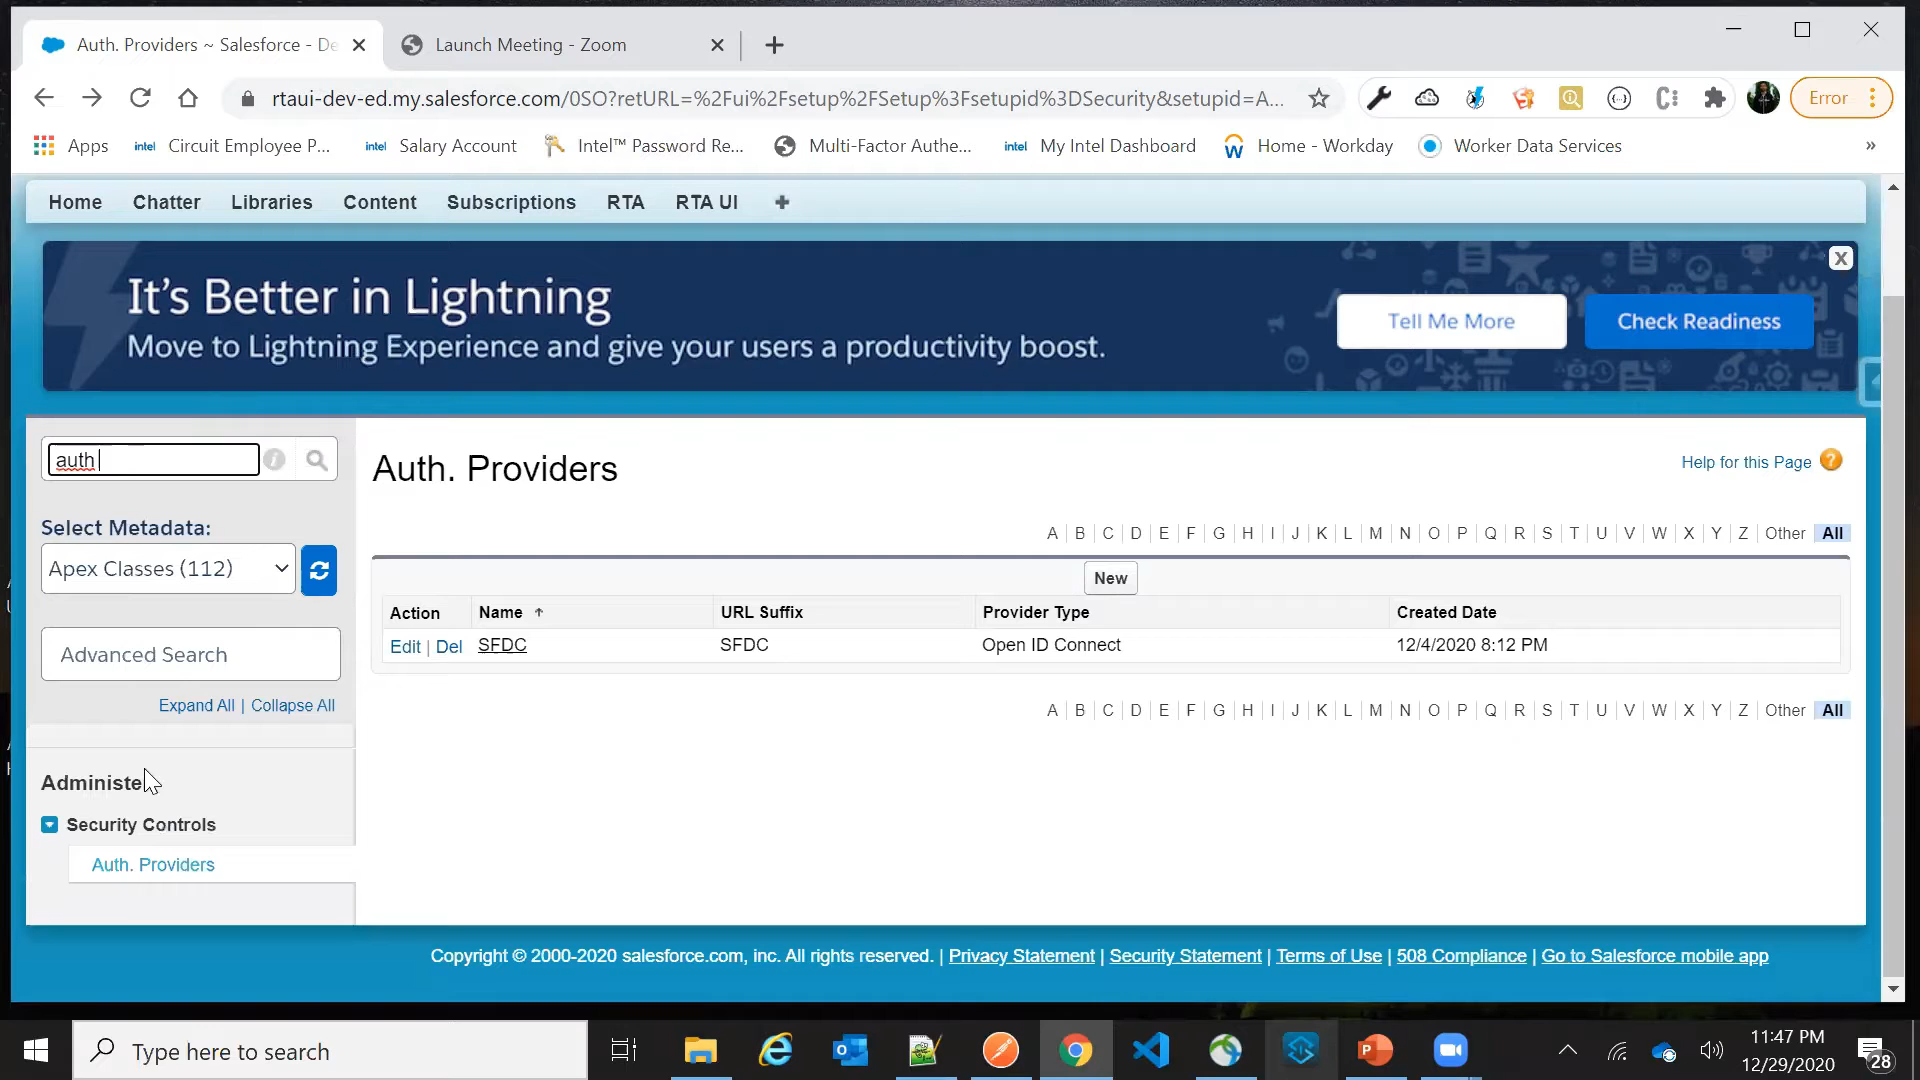 Auth. Providers ~ Salesforce - De
Launch Meeting - Zoom
rtaui-dev-ed.my.salesforce.com/0SO?retURL=%2Fui%2Fsetup%2FSetup%3Fsetupid%3DSecurity&setupid=A...
Error
Apps
intel Circuit Employee P...
intel Salary Account
Intel™ Password Re...
Multi-Factor Authe...
intel My Intel Dashboard
Home - Workday
Worker Data Services
»
Home Chatter Libraries Content Subscriptions RTA RTA UI +
It's Better in Lightning
Move to Lightning Experience and give your users a productivity boost.
Tell Me More
Check Readiness
X
auth
Select Metadata:
Apex Classes (112)
Advanced Search
Expand All | Collapse All
Administe
Security Controls
Auth. Providers
Auth. Providers
Help for this Page ?
A | B | C | D | E | F | G | H | I | J | K | L | M | N | O | P | Q | R | S | T | U | V | W | X | Y | Z | Other | All
New
Action Name URL Suffix Provider Type Created Date
Edit | Del SFDC SFDC Open ID Connect 12/4/2020 8:12 PM
A | B | C | D | E | F | G | H | I | J | K | L | M | N | O | P | Q | R | S | T | U | V | W | X | Y | Z | Other | All
Copyright © 2000-2020 salesforce.com, inc. All rights reserved. | Privacy Statement | Security Statement | Terms of Use | 508 Compliance | Go to Salesforce mobile app
Type here to search
11:47 PM
12/29/2020
28